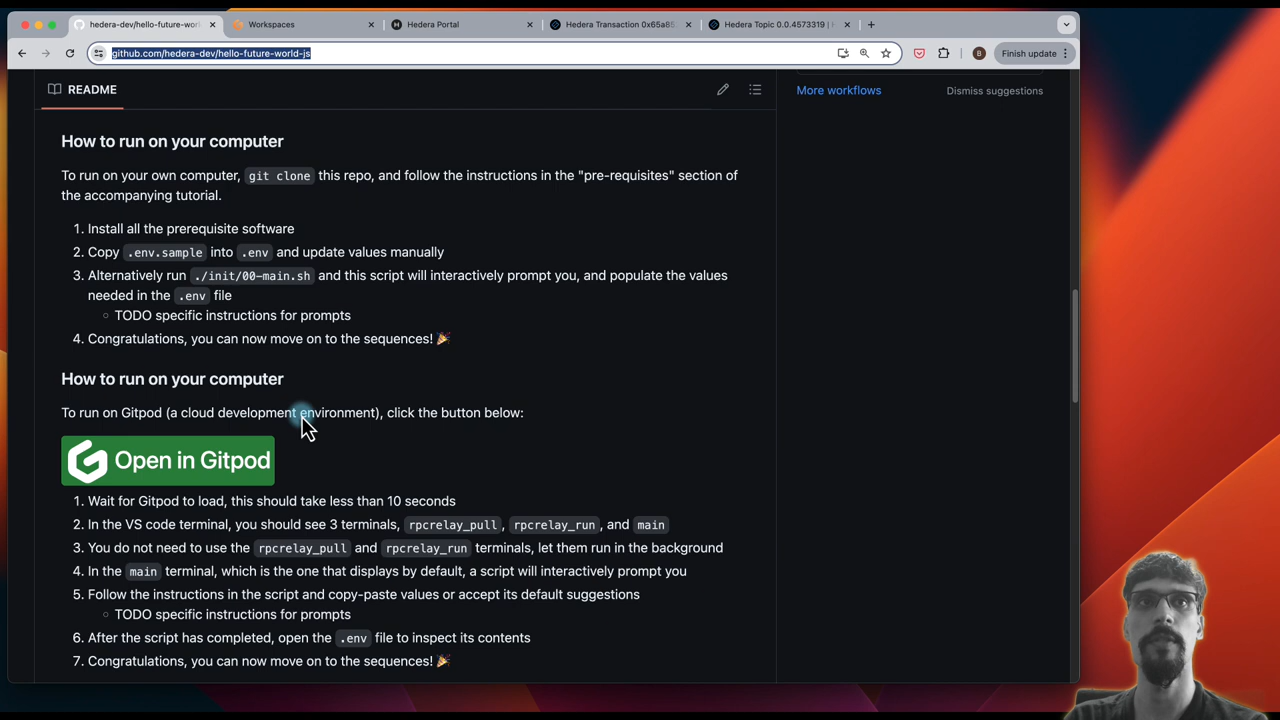 hedera-dev/hello-future-wor
Workspaces
Hedera Portal
Hedera Transaction 0x65a85
Hedera Topic 0.0.4573319 | H
github.com/hedera-dev/hello-future-world-js
B
Finish update
README
More workflows
Dismiss suggestions
How to run on your computer
To run on your own computer, git clone this repo, and follow the instructions in the "pre-requisites" section of
the accompanying tutorial.
1. Install all the prerequisite software
2. Copy .env.sample into .env and update values manually
3. Alternatively run ./init/00-main.sh and this script will interactively prompt you, and populate the values
needed in the .env file
TODO specific instructions for prompts
4. Congratulations, you can now move on to the sequences! 🎉
How to run on your computer
To run on Gitpod (a cloud development environment), click the button below:
Open in Gitpod
1. Wait for Gitpod to load, this should take less than 10 seconds
2. In the VS code terminal, you should see 3 terminals, rpcrelay_pull, rpcrelay_run, and main
3. You do not need to use the rpcrelay_pull and rpcrelay_run terminals, let them run in the background
4. In the main terminal, which is the one that displays by default, a script will interactively prompt you
5. Follow the instructions in the script and copy-paste values or accept its default suggestions
TODO specific instructions for prompts
6. After the script has completed, open the .env file to inspect its contents
7. Congratulations, you can now move on to the sequences! 🎉